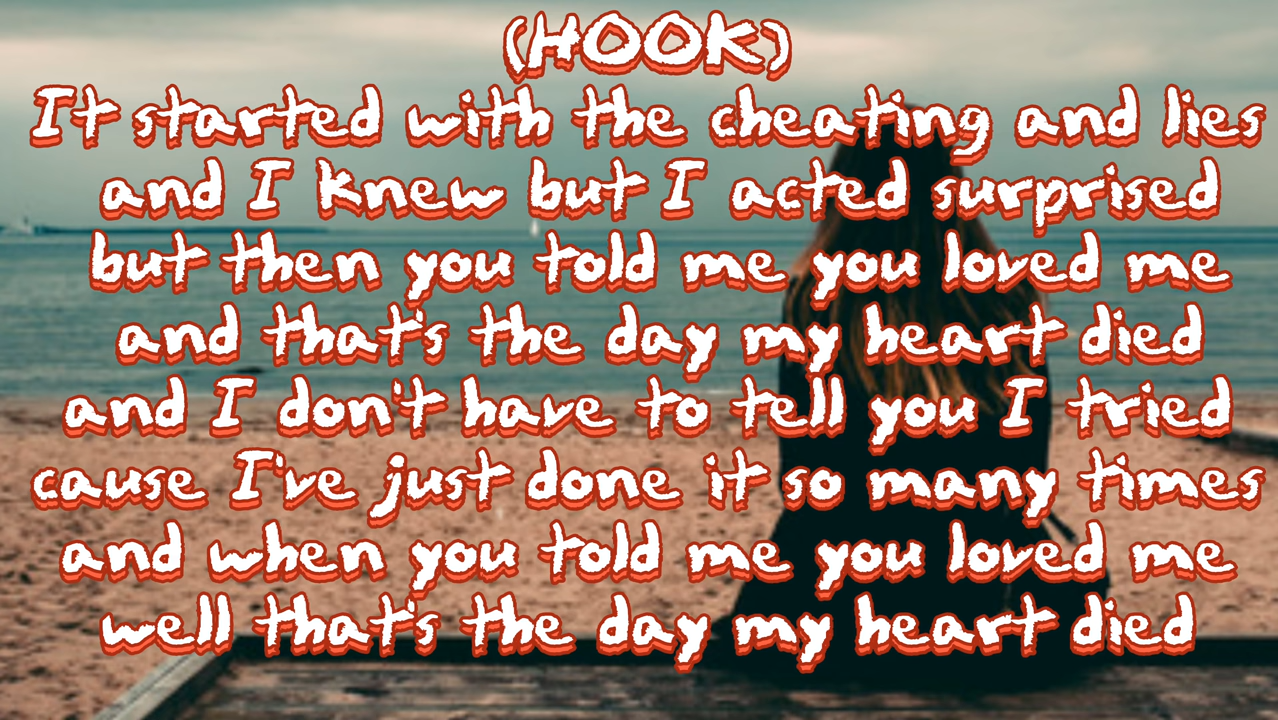 (HOOK)
It started with the cheating and lies
and I knew but I acted surprised
but then you told me you loved me
and that's the day my heart died
and I don't have to tell you I tried
cause I've just done it so many times
and when you told me you loved me
well that's the day my heart died